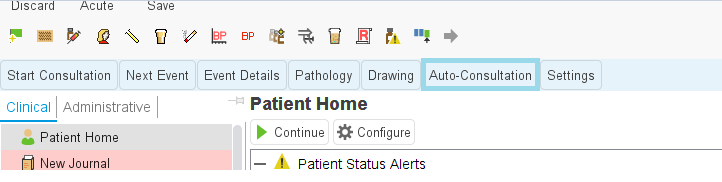 Discard Acute Save
BP BP R
Start Consultation Next Event Event Details Pathology Drawing Auto-Consultation Settings
Clinical Administrative
Patient Home
Continue Configure
Patient Home
Patient Status Alerts
New Journal